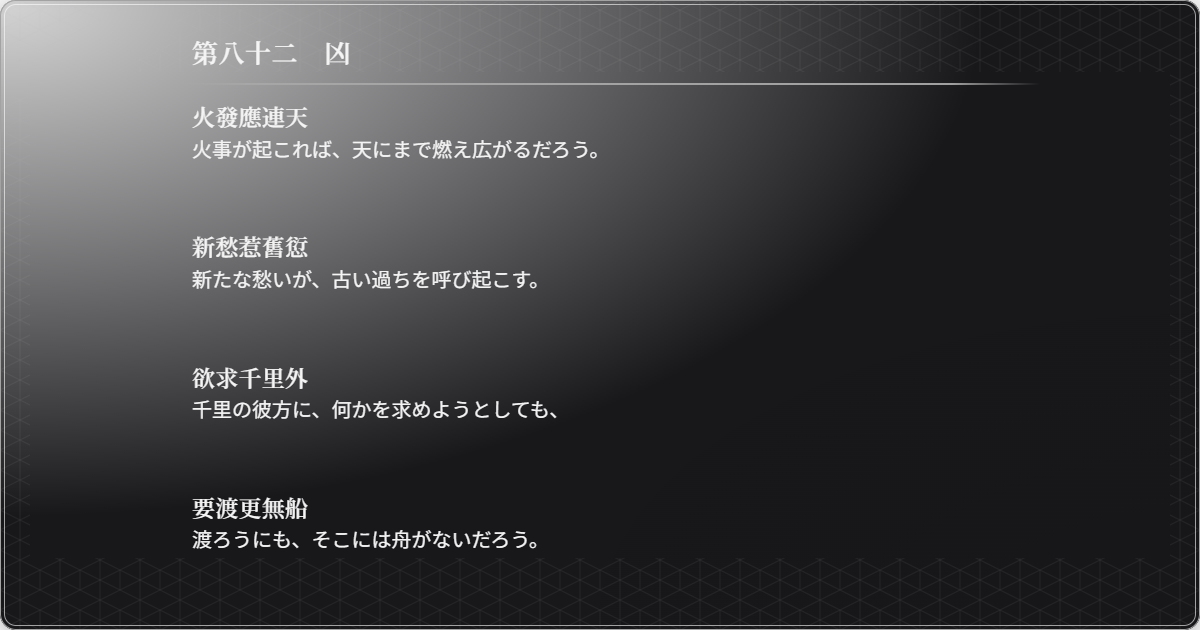 第八十二　凶
火發應連天
火事が起これば、天にまで燃え広がるだろう。
新愁惹舊愆
新たな愁いが、古い過ちを呼び起こす。
欲求千里外
千里の彼方に、何かを求めようとしても、
要渡更無船
渡ろうにも、そこには舟がないだろう。